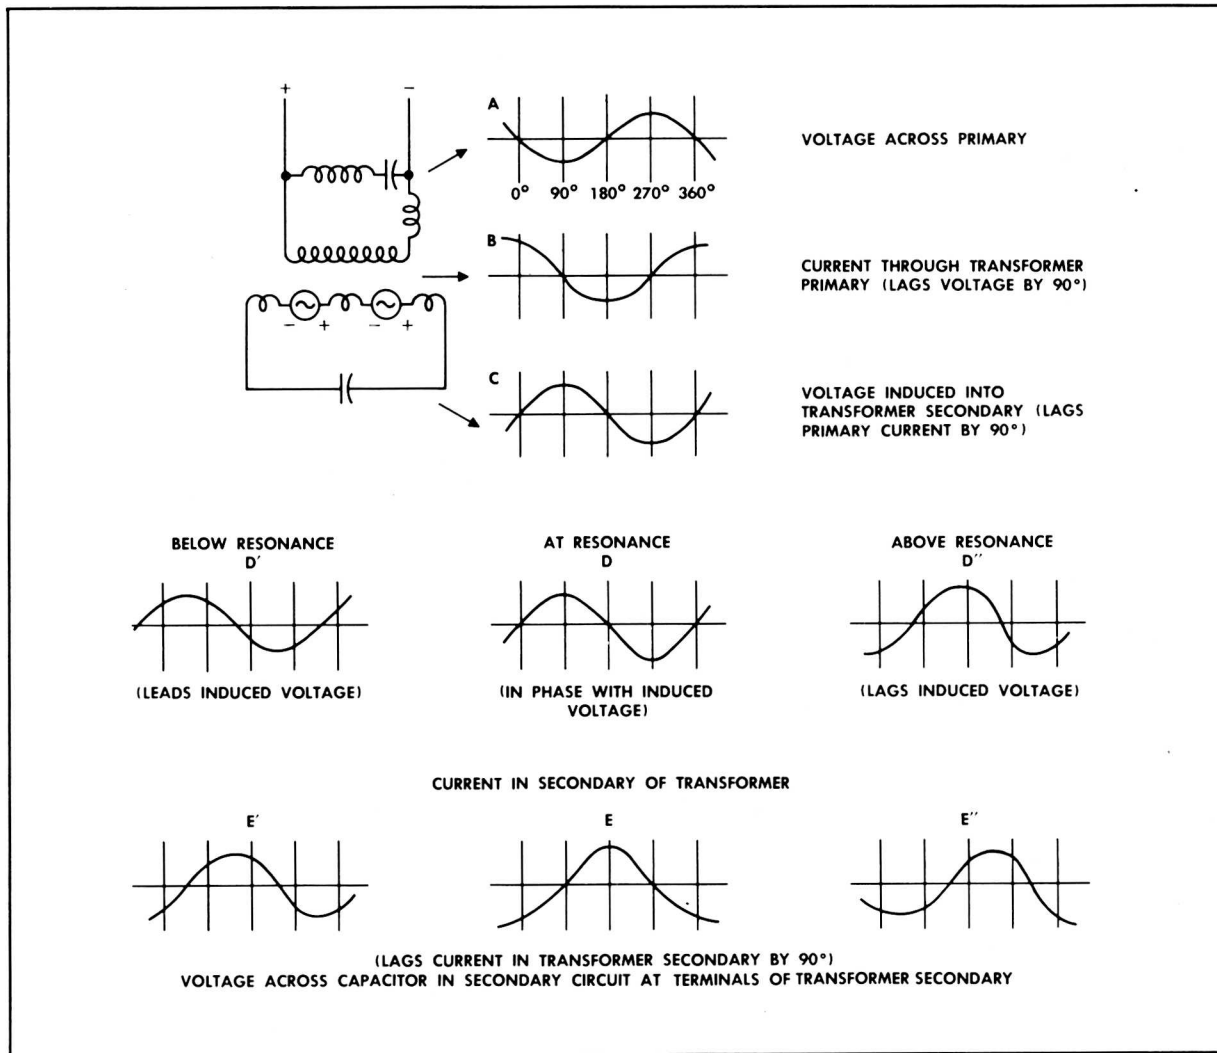 + −
A
VOLTAGE ACROSS PRIMARY
0° 90° 180° 270° 360°
B
CURRENT THROUGH TRANSFORMER
PRIMARY (LAGS VOLTAGE BY 90°)
− + − +
C
VOLTAGE INDUCED INTO
TRANSFORMER SECONDARY (LAGS
PRIMARY CURRENT BY 90°)
BELOW RESONANCE
D′
(LEADS INDUCED VOLTAGE)
AT RESONANCE
D
(IN PHASE WITH INDUCED
VOLTAGE)
ABOVE RESONANCE
D″
(LAGS INDUCED VOLTAGE)
CURRENT IN SECONDARY OF TRANSFORMER
E′
E
E″
(LAGS CURRENT IN TRANSFORMER SECONDARY BY 90°)
VOLTAGE ACROSS CAPACITOR IN SECONDARY CIRCUIT AT TERMINALS OF TRANSFORMER SECONDARY